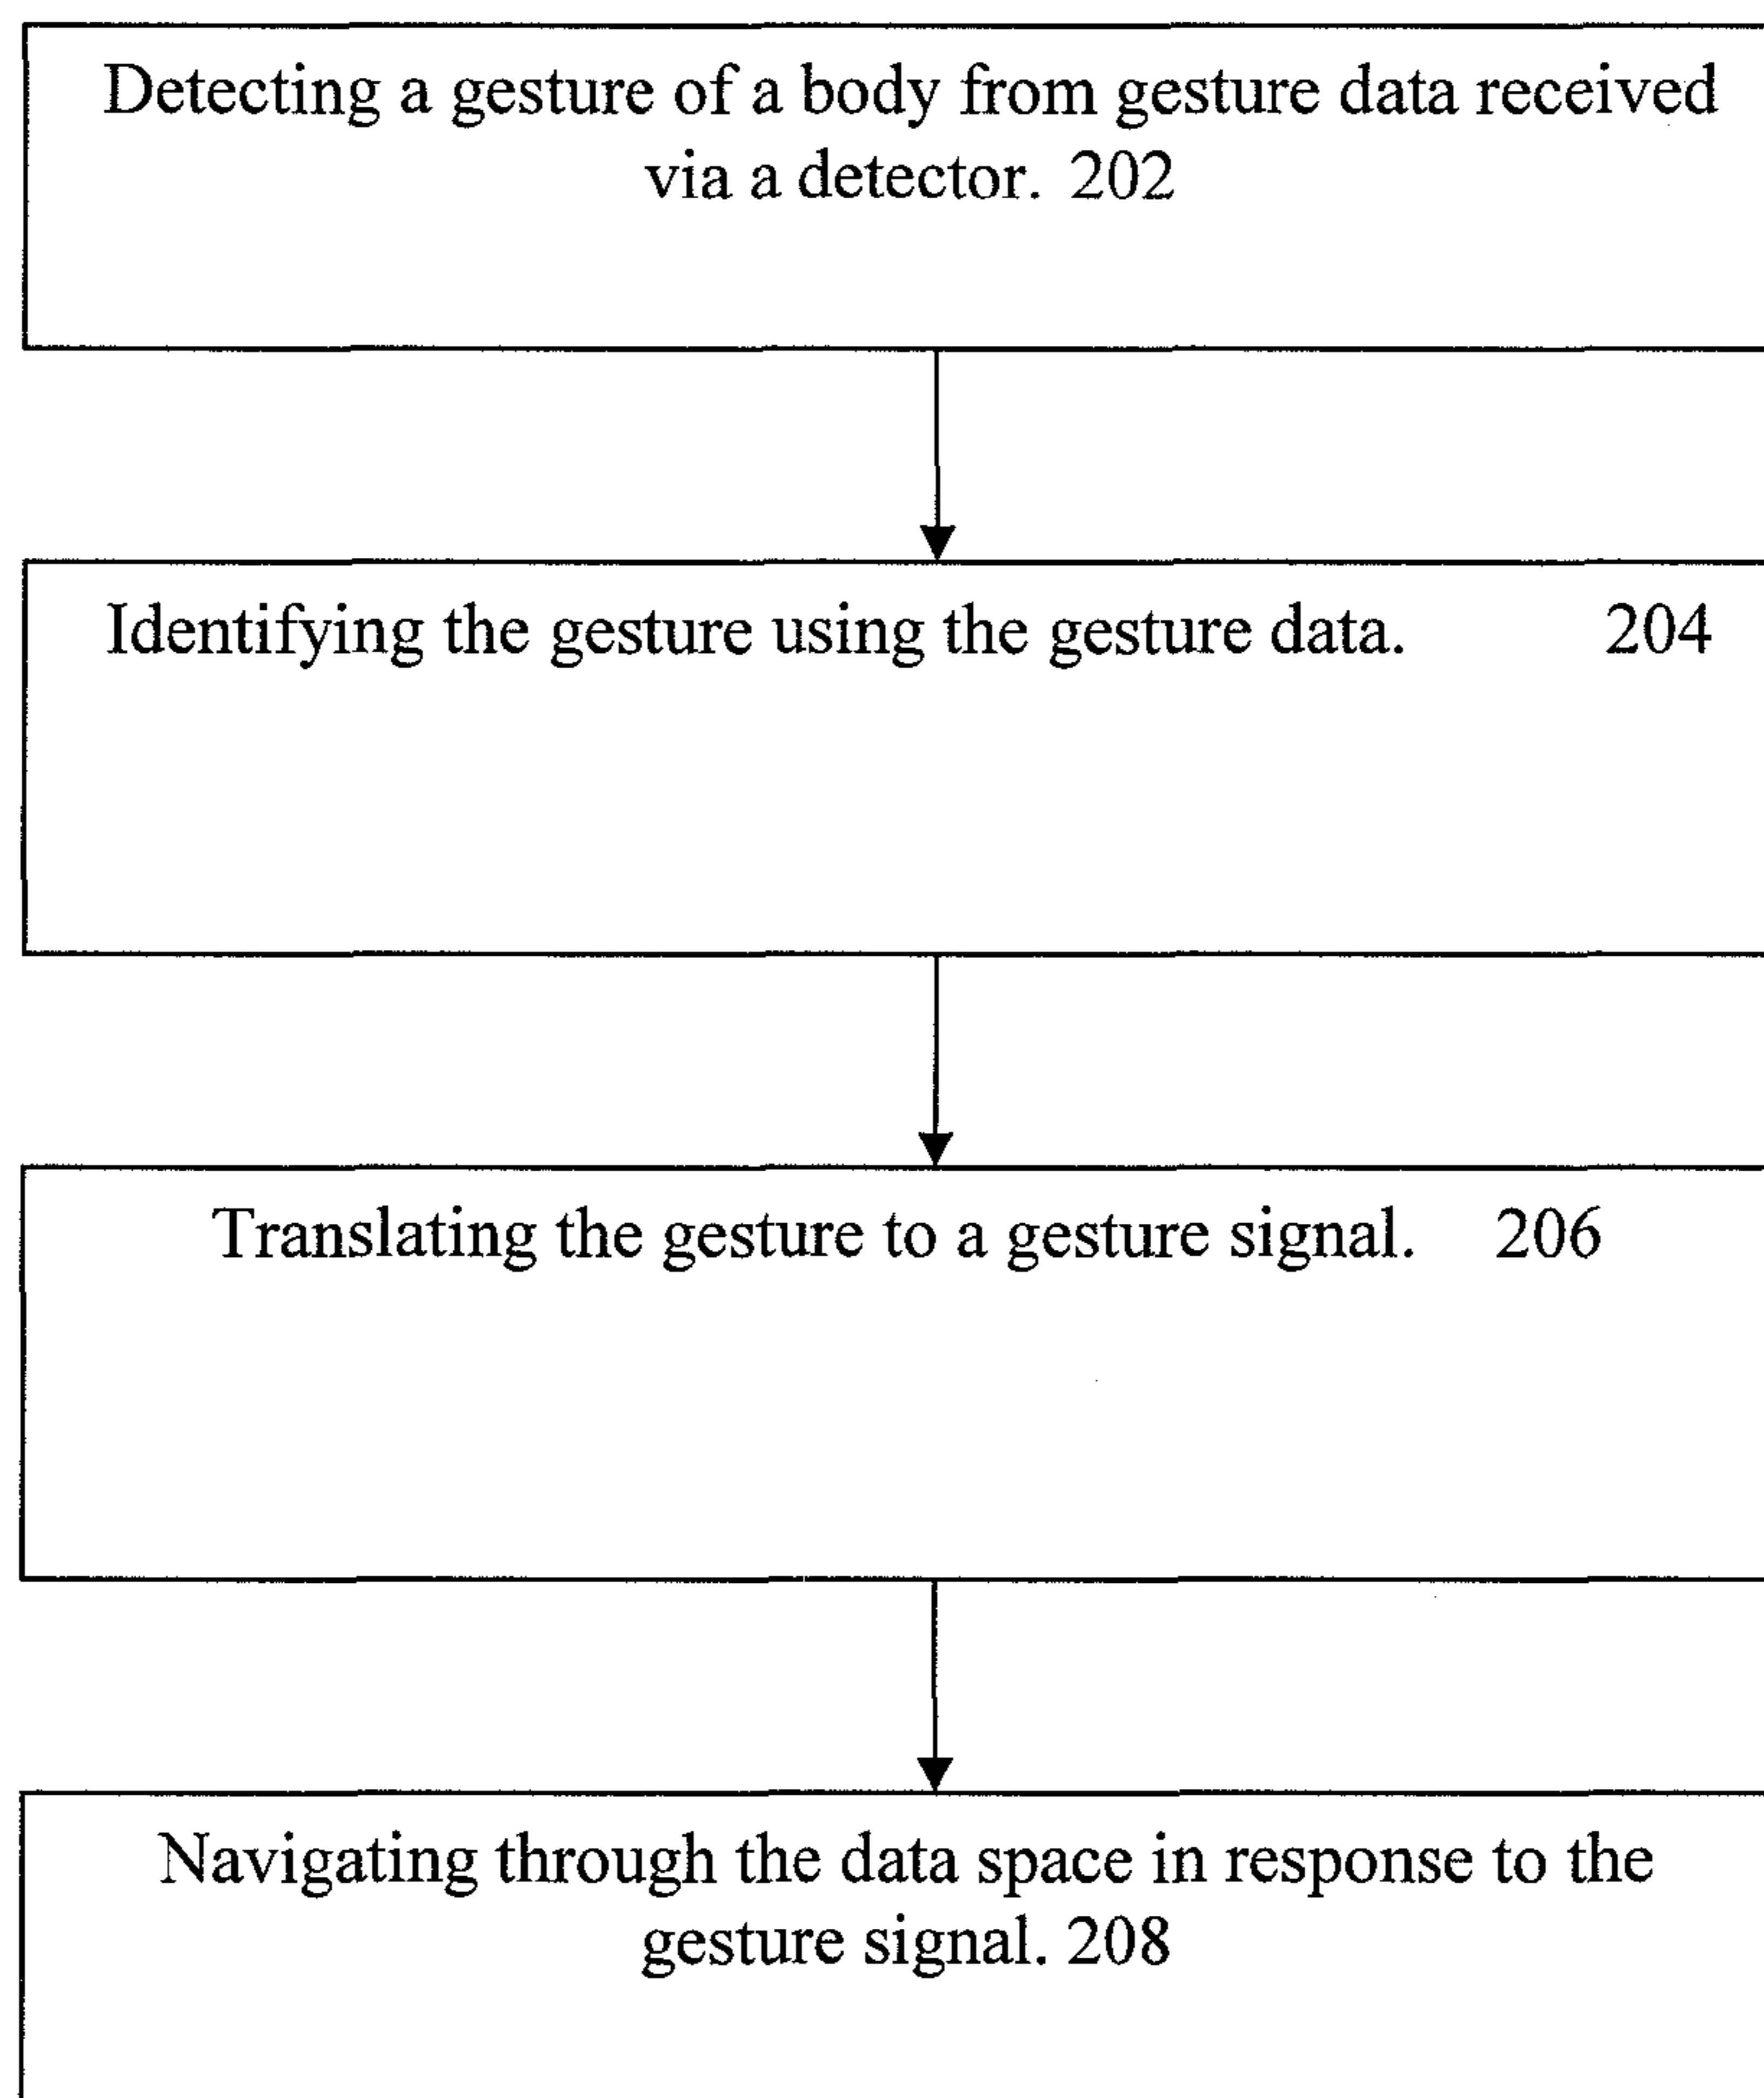 Detecting a gesture of a body from gesture data received
via a detector. 202
Identifying the gesture using the gesture data. 204
Translating the gesture to a gesture signal. 206
Navigating through the data space in response to the
gesture signal. 208